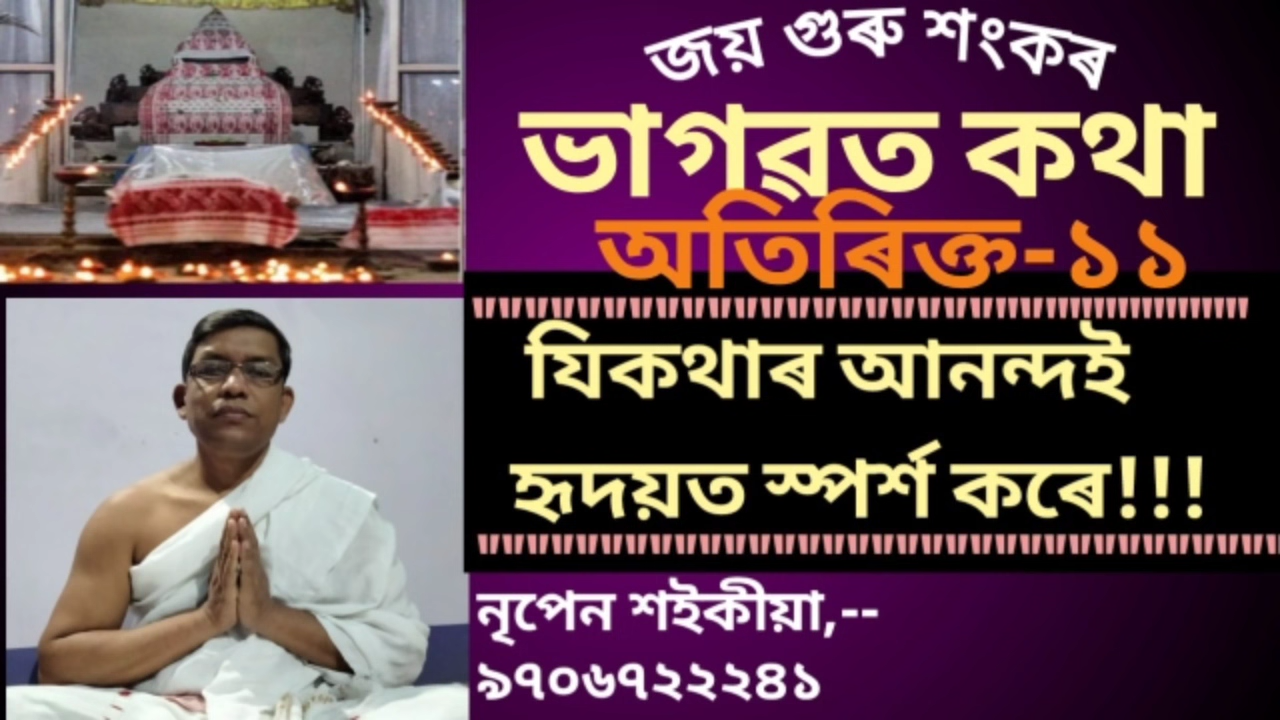 জয় গুৰু শংকৰ
ভাগৱত কথা
অতিৰিক্ত-১১
যিকথাৰ আনন্দই
হৃদয়ত স্পৰ্শ কৰে!!!
নৃপেন শইকীয়া,--
৯৭০৬৭২২২৪১